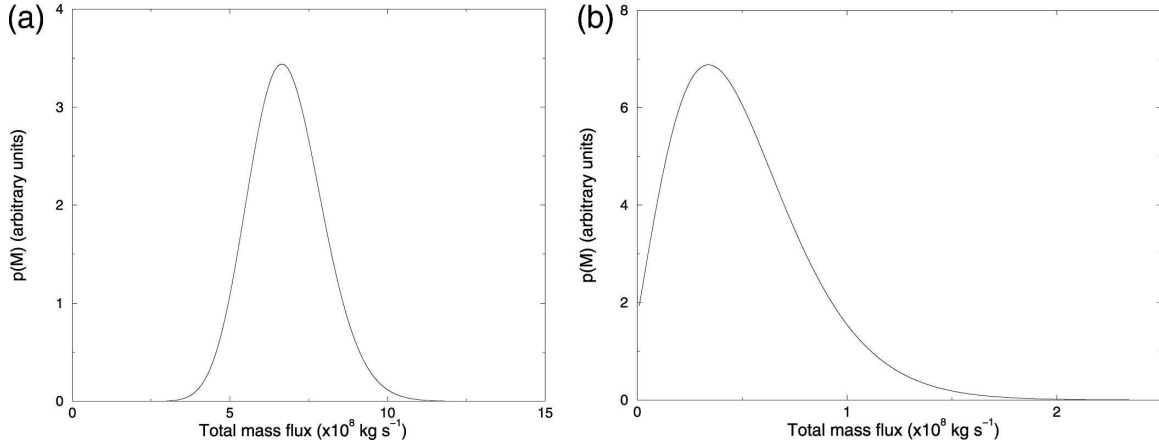 (a)
4
3
2
1
0
p(M) (arbitrary units)
0
5
10
15
Total mass flux (x10⁸ kg s⁻¹)
(b)
8
6
4
2
0
p(M) (arbitrary units)
0
1
2
Total mass flux (x10⁸ kg s⁻¹)